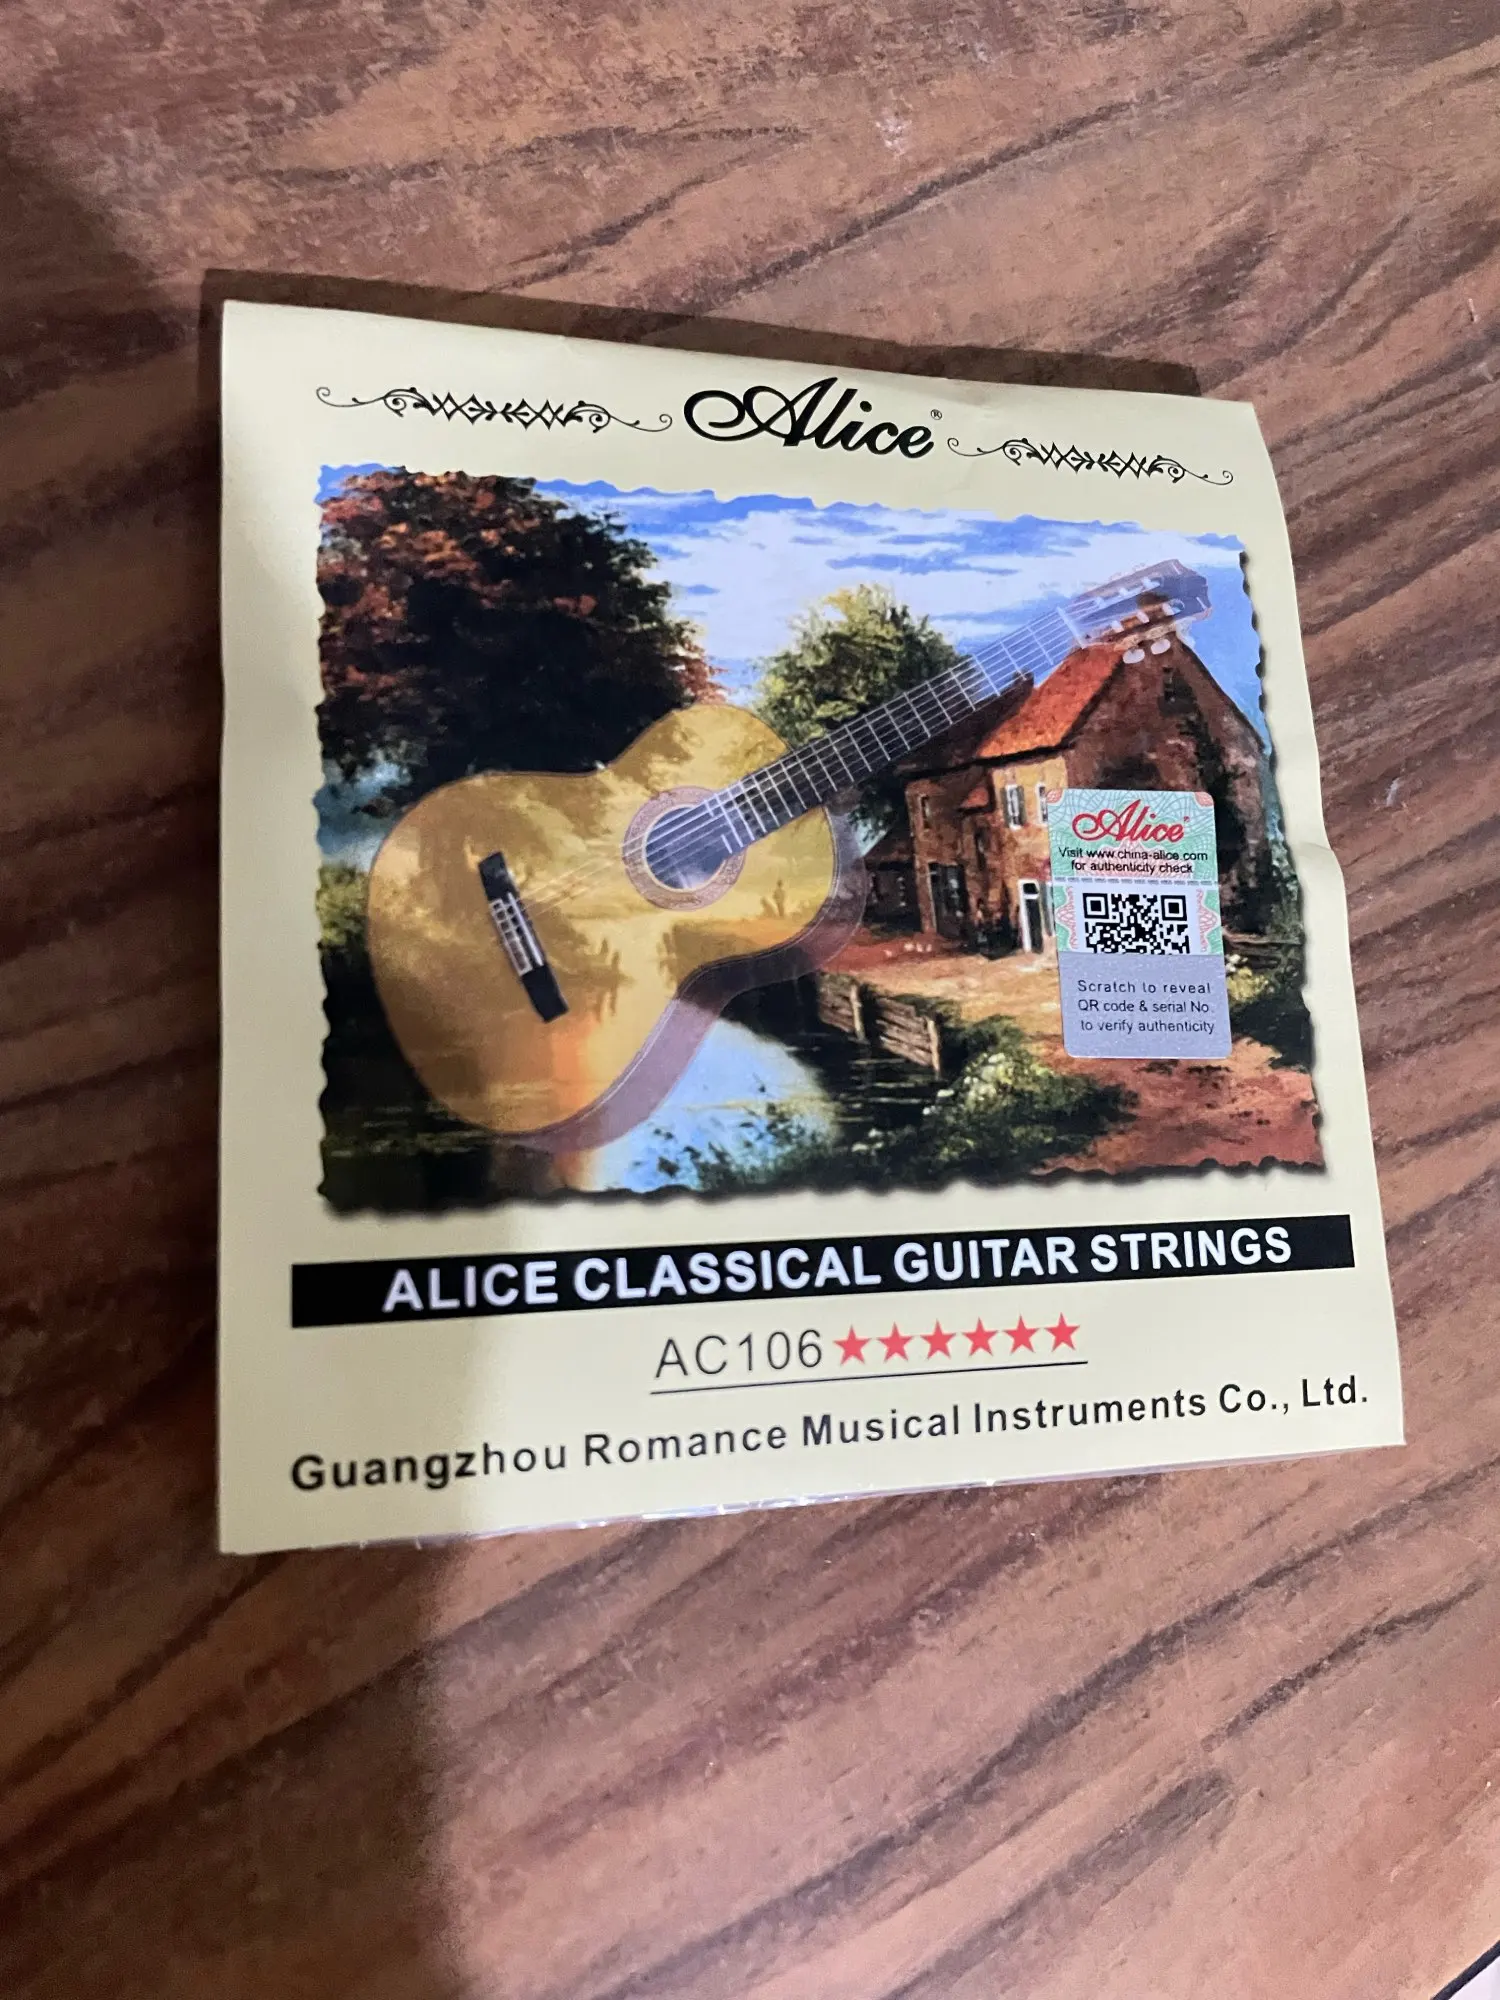 Alice®
Alice®
Visit www.china-alice.com
for authenticity check
Scratch to reveal
QR code & serial No.
to verify authenticity
ALICE CLASSICAL GUITAR STRINGS
AC106★★★★★★
Guangzhou Romance Musical Instruments Co., Ltd.